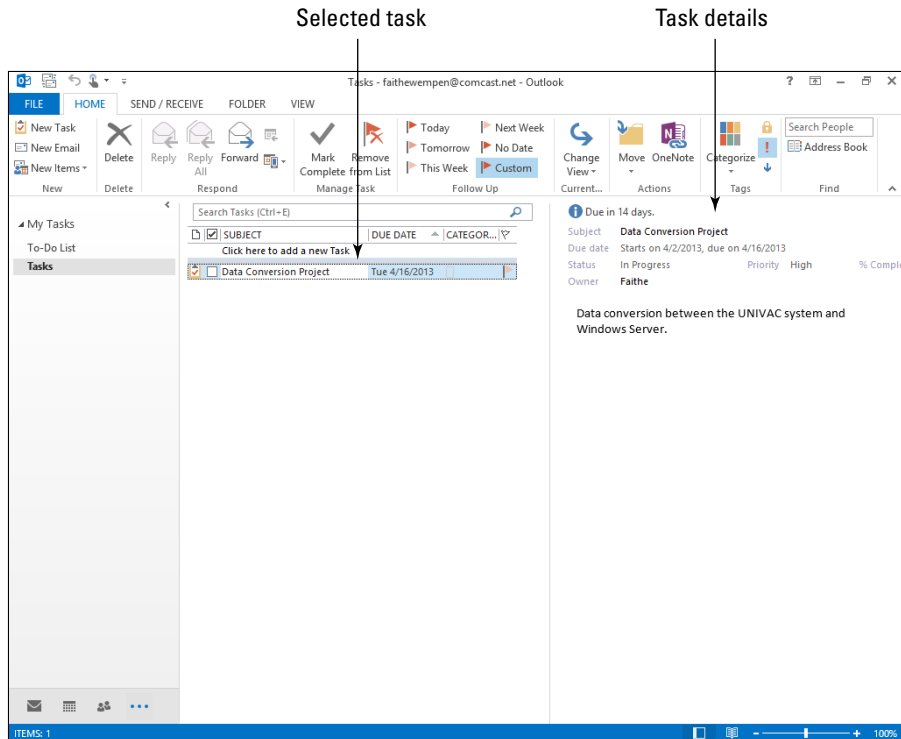 Selected task
Task details
Tasks - faithewempen@comcast.net - Outlook
FILE HOME SEND / RECEIVE FOLDER VIEW
New Task
New Email
New Items
Delete
Reply
Reply All
Forward
Mark Complete
Remove from List
Today
Tomorrow
This Week
Next Week
No Date
Custom
Change View
Move
OneNote
Categorize
Search People
Address Book
New
Delete
Respond
Manage Task
Follow Up
Current...
Actions
Tags
Find
My Tasks
To-Do List
Tasks
Search Tasks (Ctrl+E)
SUBJECT DUE DATE CATEGOR...
Click here to add a new Task
Data Conversion Project Tue 4/16/2013
Due in 14 days.
Subject Data Conversion Project
Due date Starts on 4/2/2013, due on 4/16/2013
Status In Progress Priority High % Comple
Owner Faithe
Data conversion between the UNIVAC system and
Windows Server.
ITEMS: 1
100%